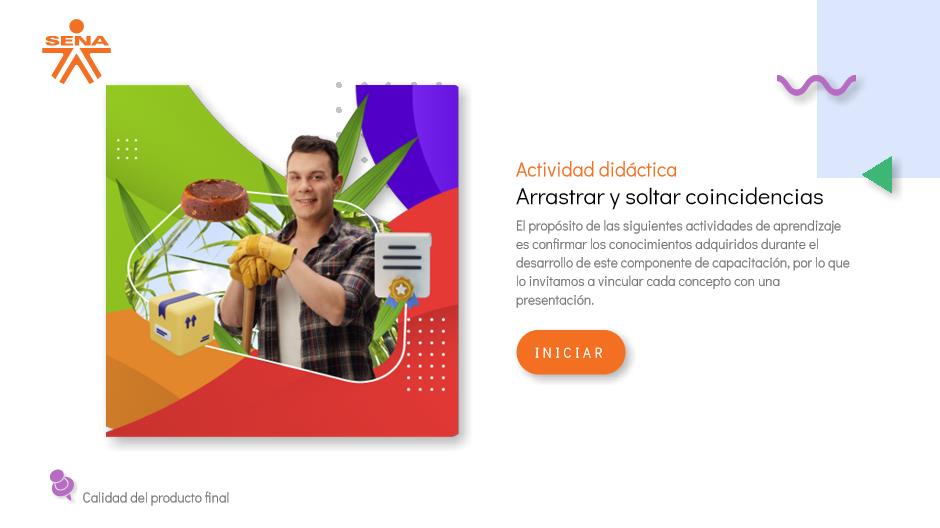 SENA
Actividad didáctica
Arrastrar y soltar coincidencias
El propósito de las siguientes actividades de aprendizaje
es confirmar los conocimientos adquiridos durante el
desarrollo de este componente de capacitación, por lo que
lo invitamos a vincular cada concepto con una
presentación.
INICIAR
Calidad del producto final